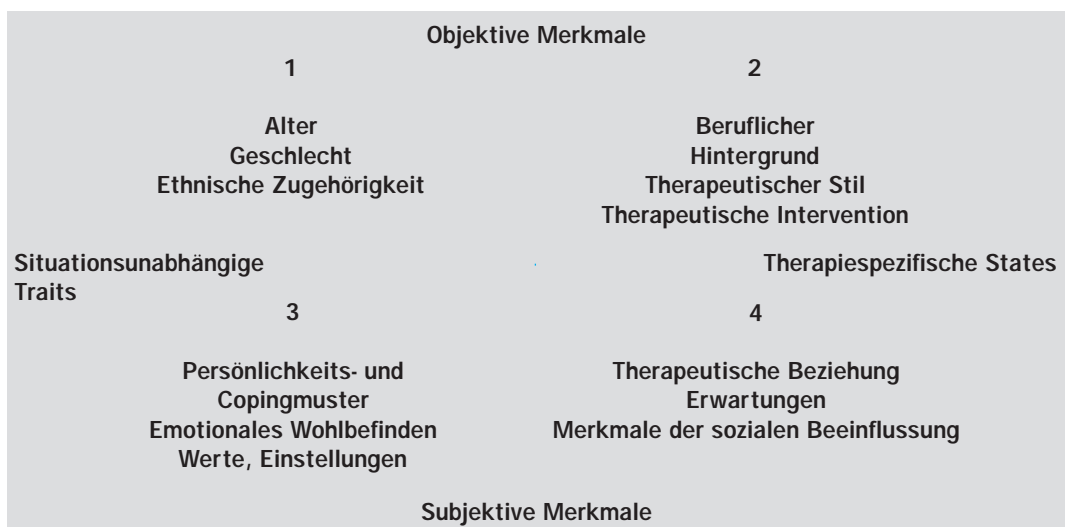 Objektive Merkmale
1
2
Alter
Geschlecht
Ethnische Zugehörigkeit
Beruflicher
Hintergrund
Therapeutischer Stil
Therapeutische Intervention
Situationsunabhängige
Traits
Therapiespezifische States
3
4
Persönlichkeits- und
Copingmuster
Emotionales Wohlbefinden
Werte, Einstellungen
Therapeutische Beziehung
Erwartungen
Merkmale der sozialen Beeinflussung
Subjektive Merkmale